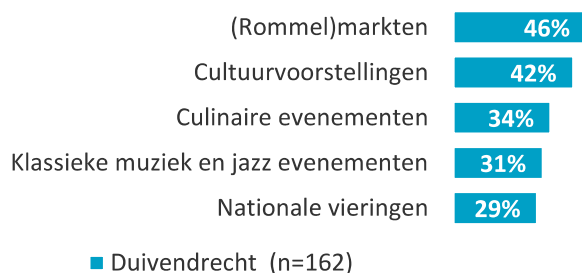 (Rommel)markten 46%
Cultuurvoorstellingen 42%
Culinaire evenementen 34%
Klassieke muziek en jazz evenementen 31%
Nationale vieringen 29%
Duivendrecht (n=162)